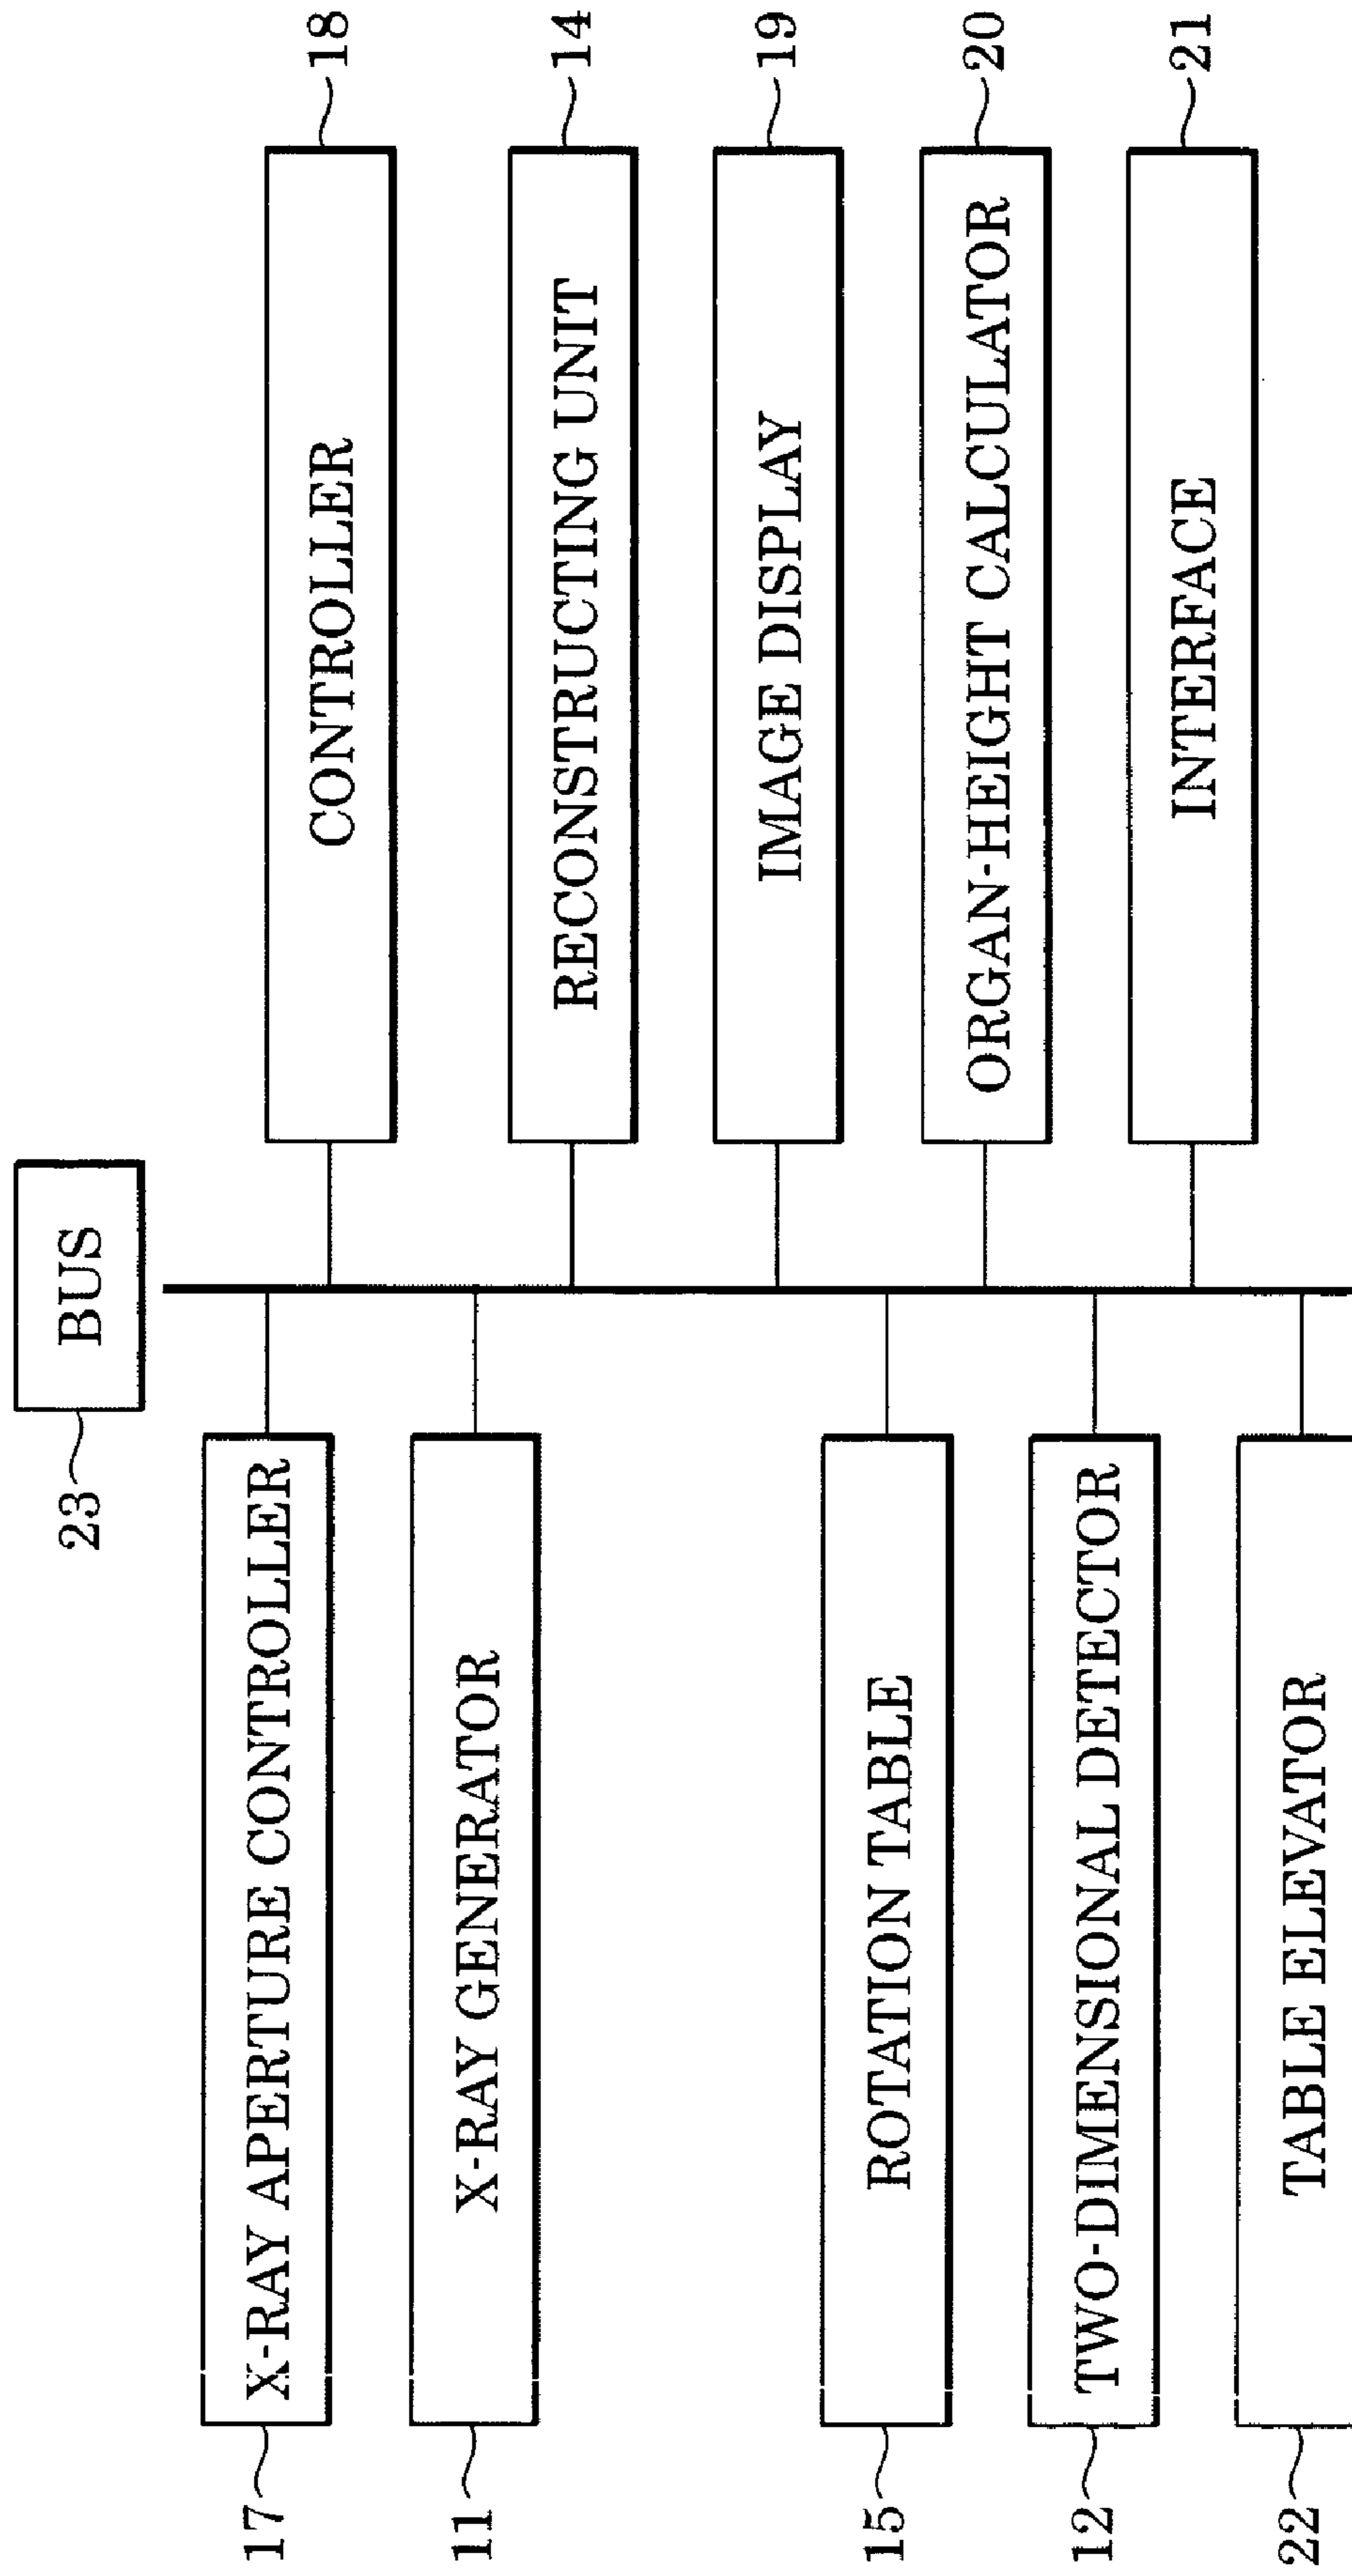 BUS
23
X-RAY APERTURE CONTROLLER
17
X-RAY GENERATOR
11
ROTATION TABLE
15
TWO-DIMENSIONAL DETECTOR
12
TABLE ELEVATOR
22
CONTROLLER
18
RECONSTRUCTING UNIT
14
IMAGE DISPLAY
19
ORGAN-HEIGHT CALCULATOR
20
INTERFACE
21